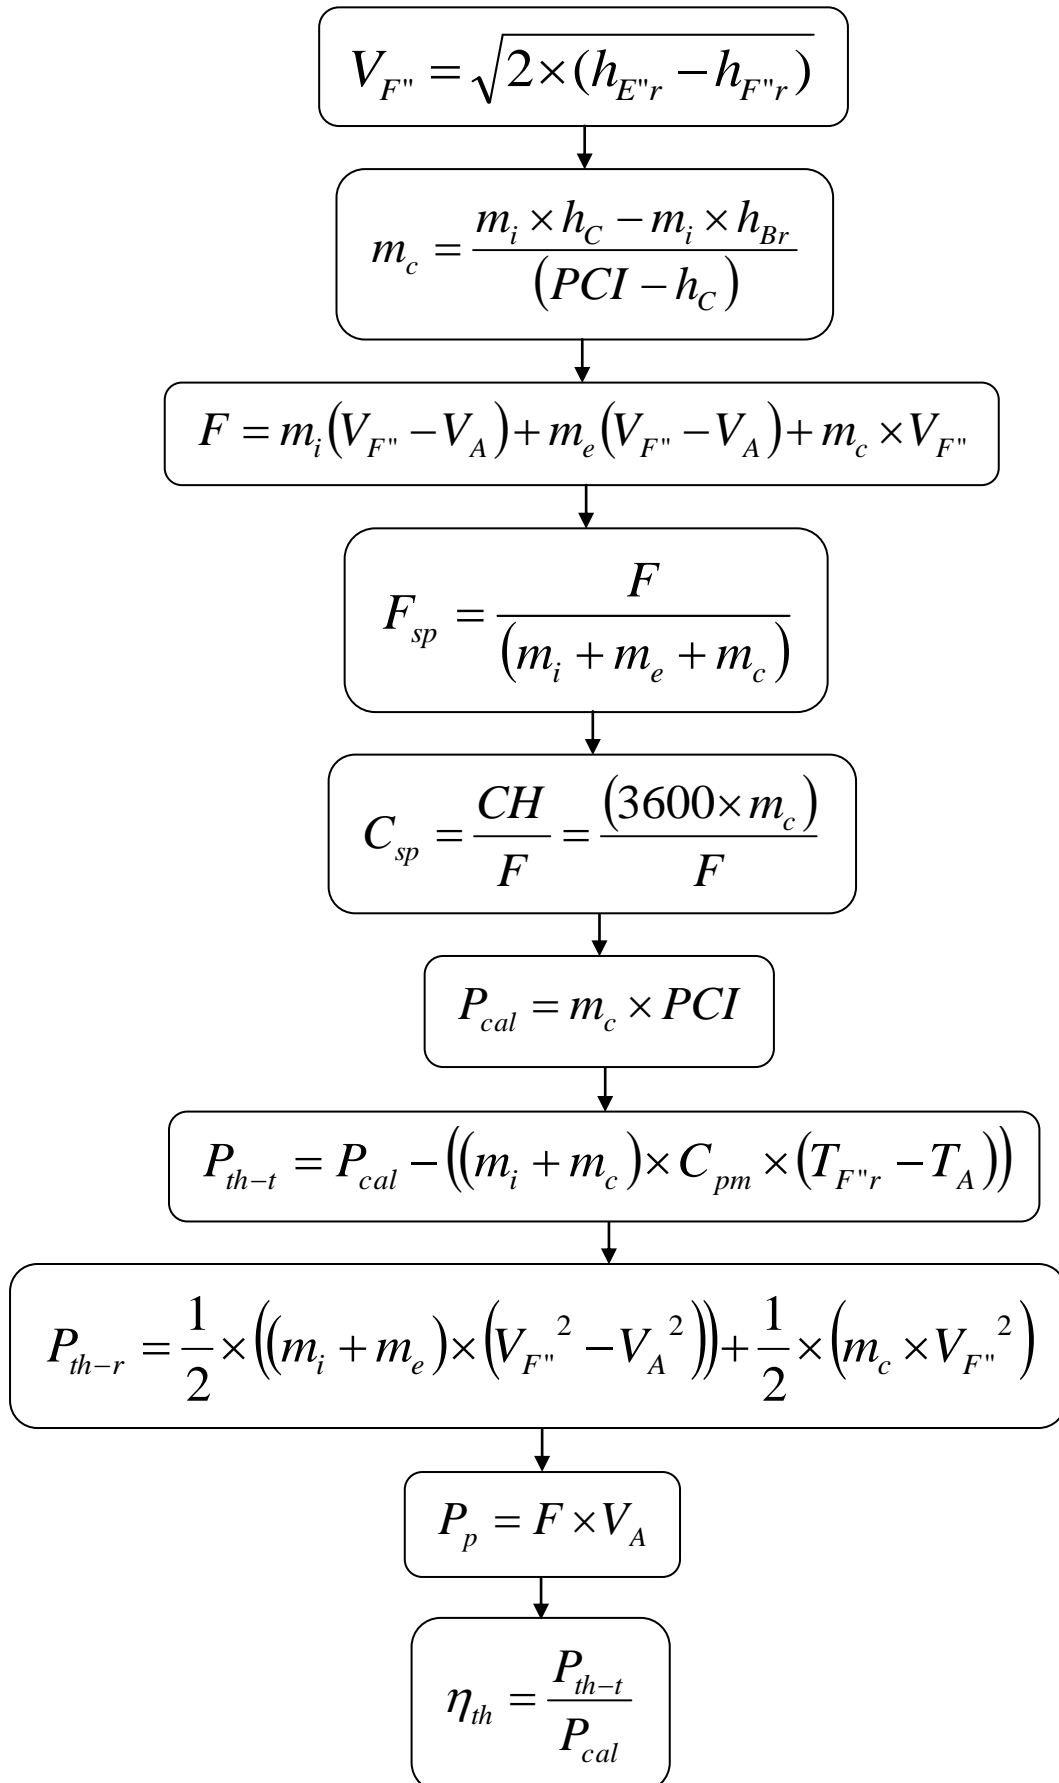 V_{F"} = √(2×(h_{E"r} − h_{F"r}))
m_c = (m_i × h_C − m_i × h_{Br}) / (PCI − h_C)
F = m_i(V_{F"} − V_A) + m_e(V_{F"} − V_A) + m_c × V_{F"}
F_{sp} = F / (m_i + m_e + m_c)
C_{sp} = CH / F = (3600 × m_c) / F
P_{cal} = m_c × PCI
P_{th−t} = P_{cal} − ((m_i + m_c) × C_{pm} × (T_{F"r} − T_A))
P_{th−r} = 1/2 × ((m_i + m_e) × (V_{F"}² − V_A²)) + 1/2 × (m_c × V_{F"}²)
P_p = F × V_A
η_{th} = P_{th−t} / P_{cal}